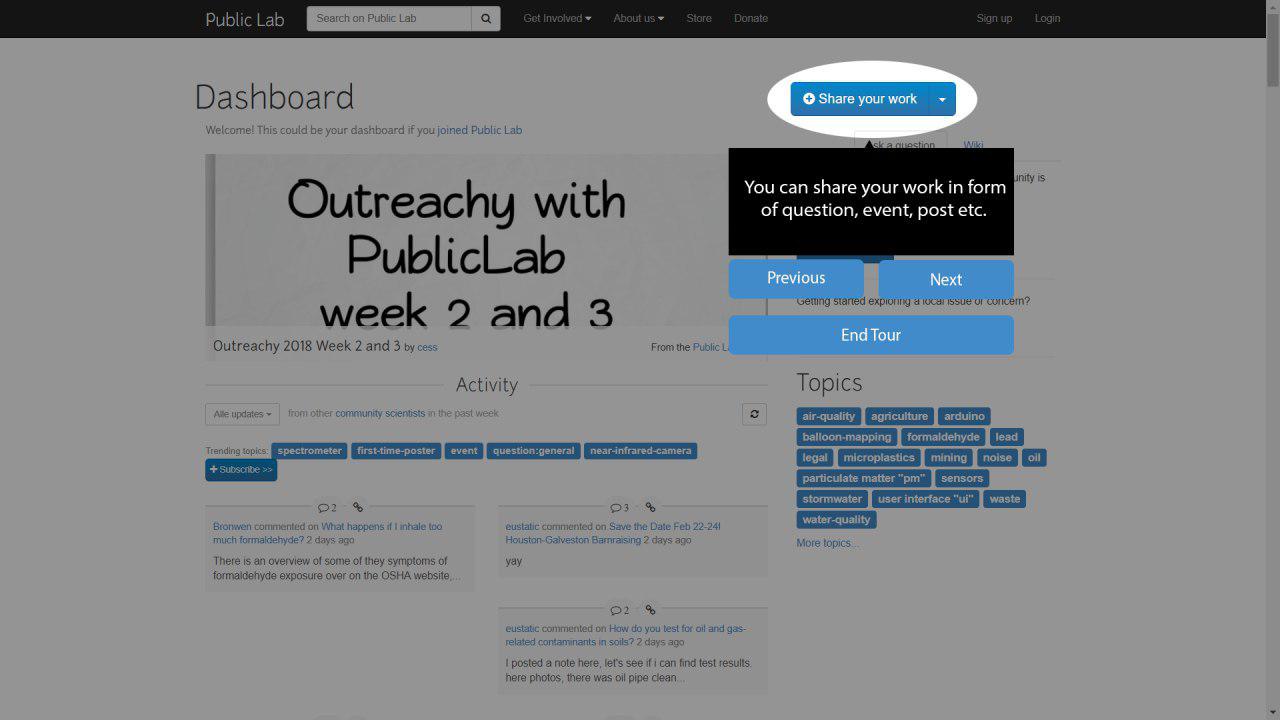 Public Lab
Search on Public Lab
Get Involved
About us
Store
Donate
Sign up
Login
Dashboard
Share your work
Welcome! This could be your dashboard if you joined Public Lab
sk a question
Wiki
unity is
You can share your work in form
of question, event, post etc.
Previous
Next
Getting started exploring a local issue or concern?
End Tour
Outreachy with
PublicLab
week 2 and 3
Outreachy 2018 Week 2 and 3 by cess
From the Public L
Activity
Alle updates
from other community scientists in the past week
Trending topics: spectrometer first-time-poster event question:general near-infrared-camera
Subscribe >>
2
Bronwen commented on What happens if I inhale too
much formaldehyde? 2 days ago
There is an overview of some of they symptoms of
formaldehyde exposure over on the OSHA website,...
3
eustatic commented on Save the Date Feb 22-24!
Houston-Galveston Barnraising 2 days ago
yay
2
eustatic commented on How do you test for oil and gas-
related contaminants in soils? 2 days ago
I posted a note here, let's see if i can find test results.
here photos, there was oil pipe clean...
Topics
air-quality agriculture arduino
balloon-mapping formaldehyde lead
legal microplastics mining noise oil
particulate matter "pm" sensors
stormwater user interface "ui" waste
water-quality
More topics...